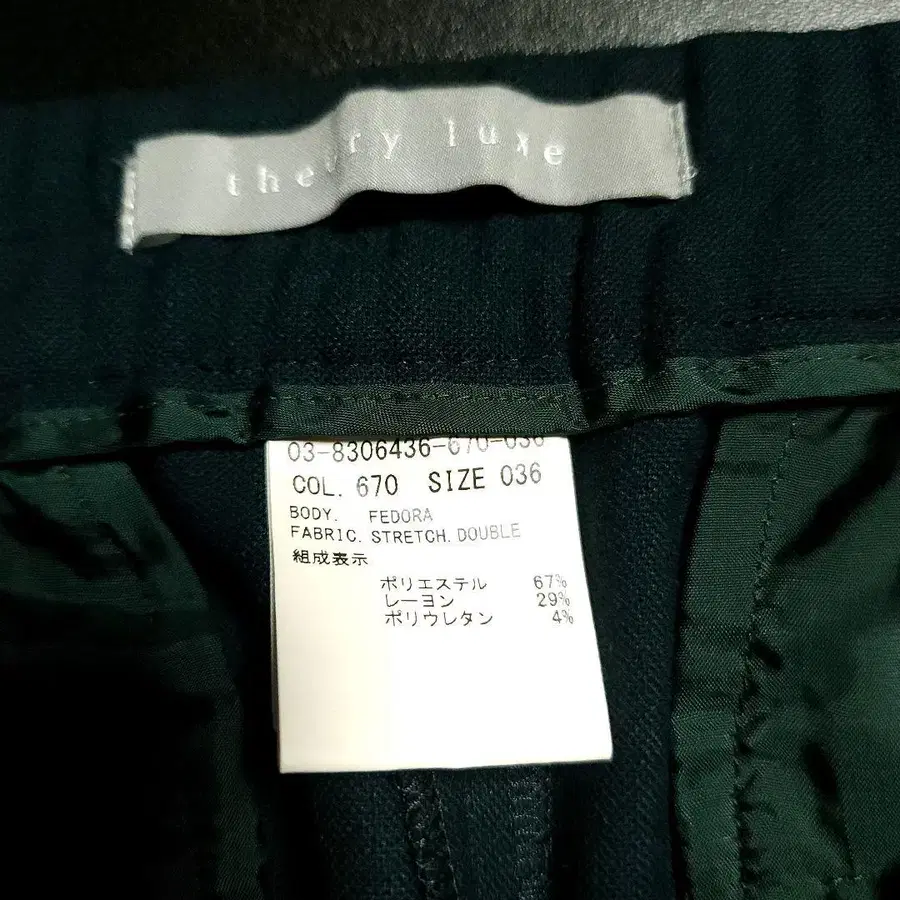 theory luxe
03-8306436-670-036
COL. 670 SIZE 036
BODY. FEDORA
FABRIC. STRETCH. DOUBLE
組成表示
ポリエステル 67%
レーヨン 29%
ポリウレタン 4%